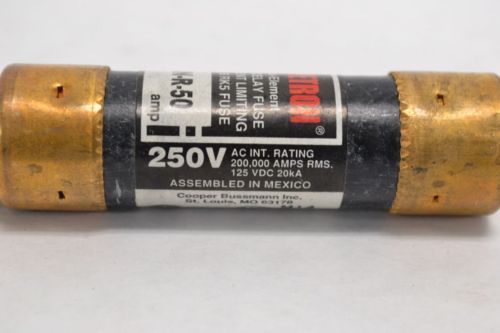 TRON®
Element
ELAY FUSE
T LIMITING
RK5 FUSE
-R-50
amp
250V
AC INT. RATING
200,000 AMPS RMS.
125 VDC 20kA
ASSEMBLED IN MEXICO
Cooper Bussmann Inc.
St. Louis, MO 63178